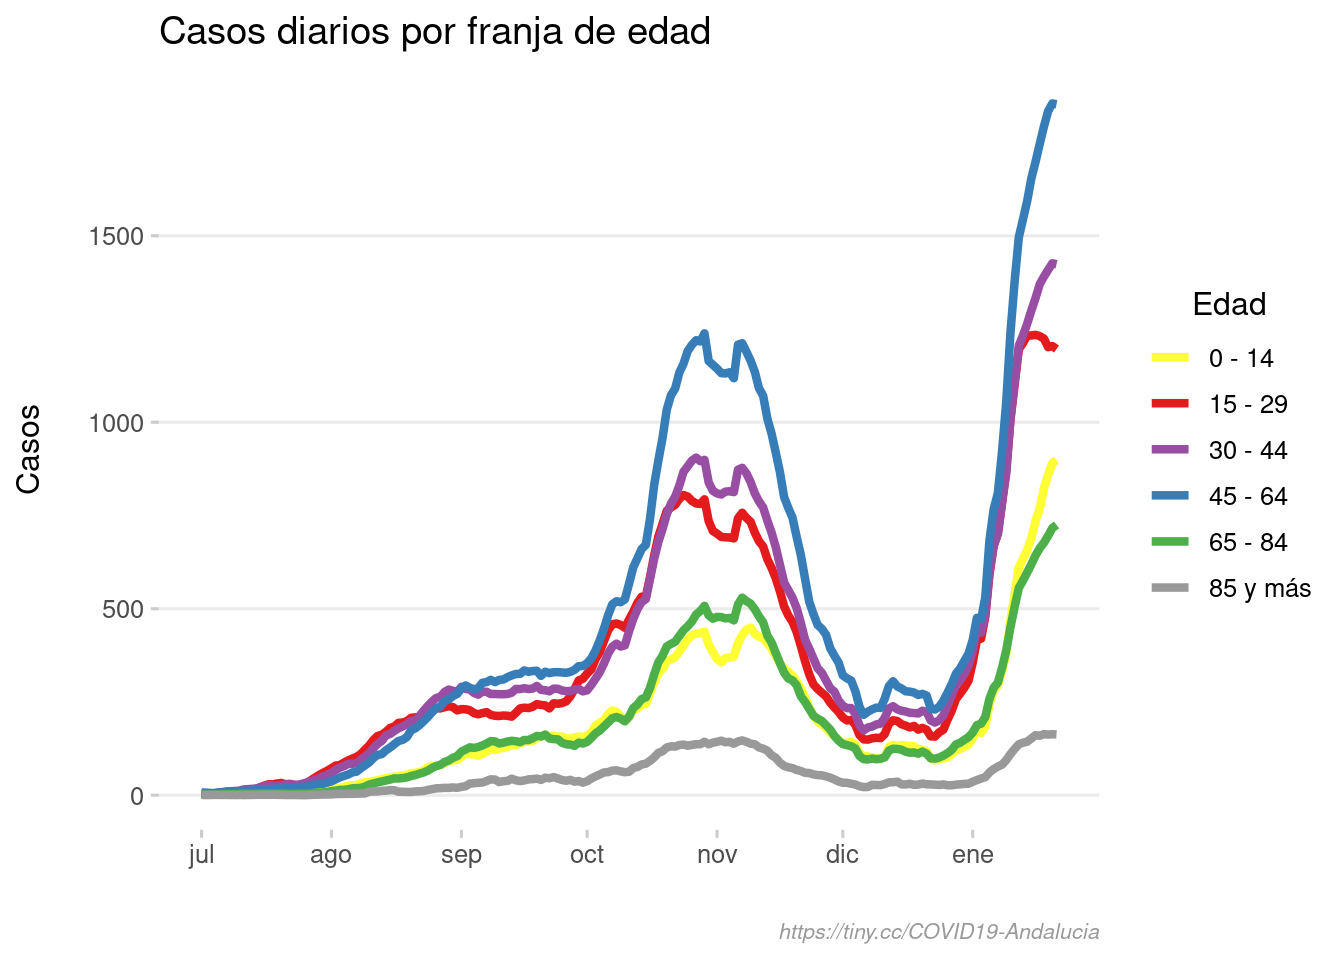 Casos diarios por franja de edad
Casos
1500
1000
500
0
jul
ago
sep
oct
nov
dic
ene
Edad
0 - 14
15 - 29
30 - 44
45 - 64
65 - 84
85 y más
https://tiny.cc/COVID19-Andalucia